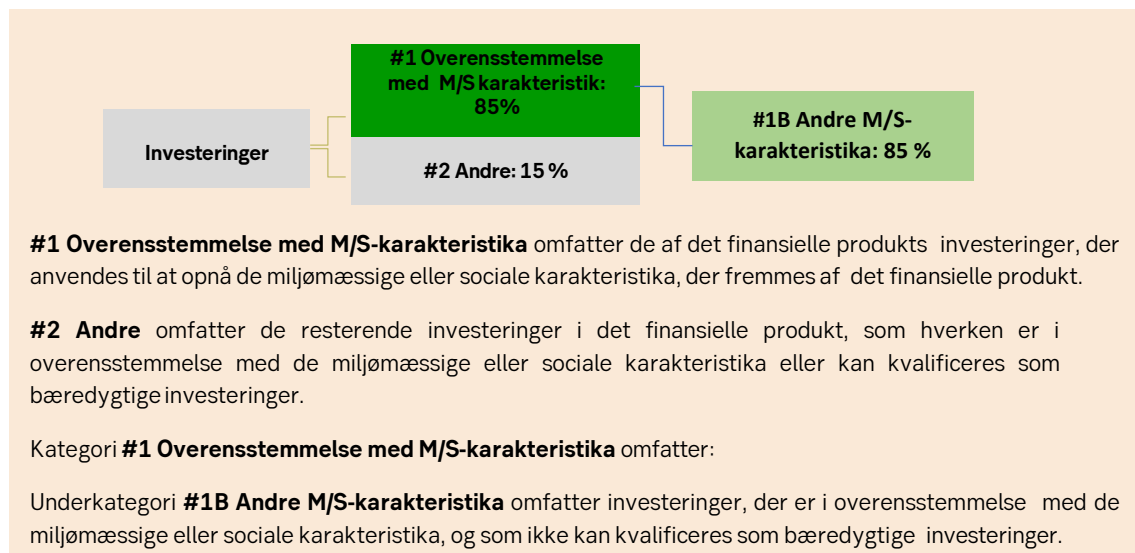 #1 Overensstemmelse
med M/S karakteristik:
85%
#1B Andre M/S-
karakteristika: 85 %
Investeringer
#2 Andre: 15 %
#1 Overensstemmelse med M/S-karakteristika omfatter de af det finansielle produkts investeringer, der
anvendes til at opnå de miljømæssige eller sociale karakteristika, der fremmes af det finansielle produkt.
#2 Andre omfatter de resterende investeringer i det finansielle produkt, som hverken er i
overensstemmelse med de miljømæssige eller sociale karakteristika eller kan kvalificeres som
bæredygtige investeringer.
Kategori #1 Overensstemmelse med M/S-karakteristika omfatter:
Underkategori #1B Andre M/S-karakteristika omfatter investeringer, der er i overensstemmelse med de
miljømæssige eller sociale karakteristika, og som ikke kan kvalificeres som bæredygtige investeringer.